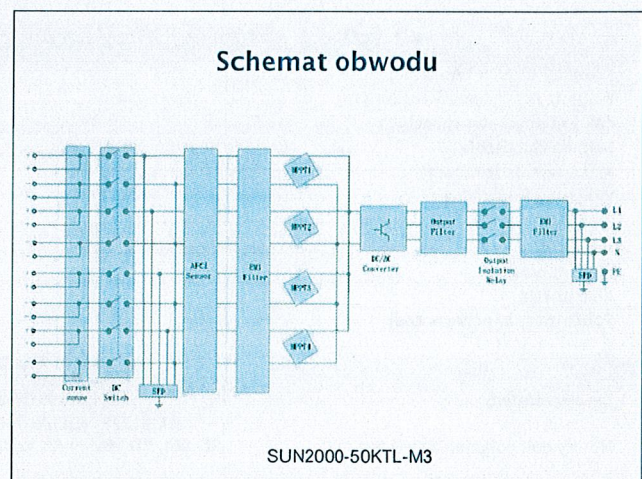 Schemat obwodu
MPPT1
MPPT2
MPPT3
MPPT4
AFCI
Sensor
EMI
Filter
DC/AC
Converter
Output
Filter
Output
Isolation
Relay
EMI
Filter
L1
L2
L3
N
PE
SPD
SPD
Current
sense
DC
Switch
SUN2000-50KTL-M3